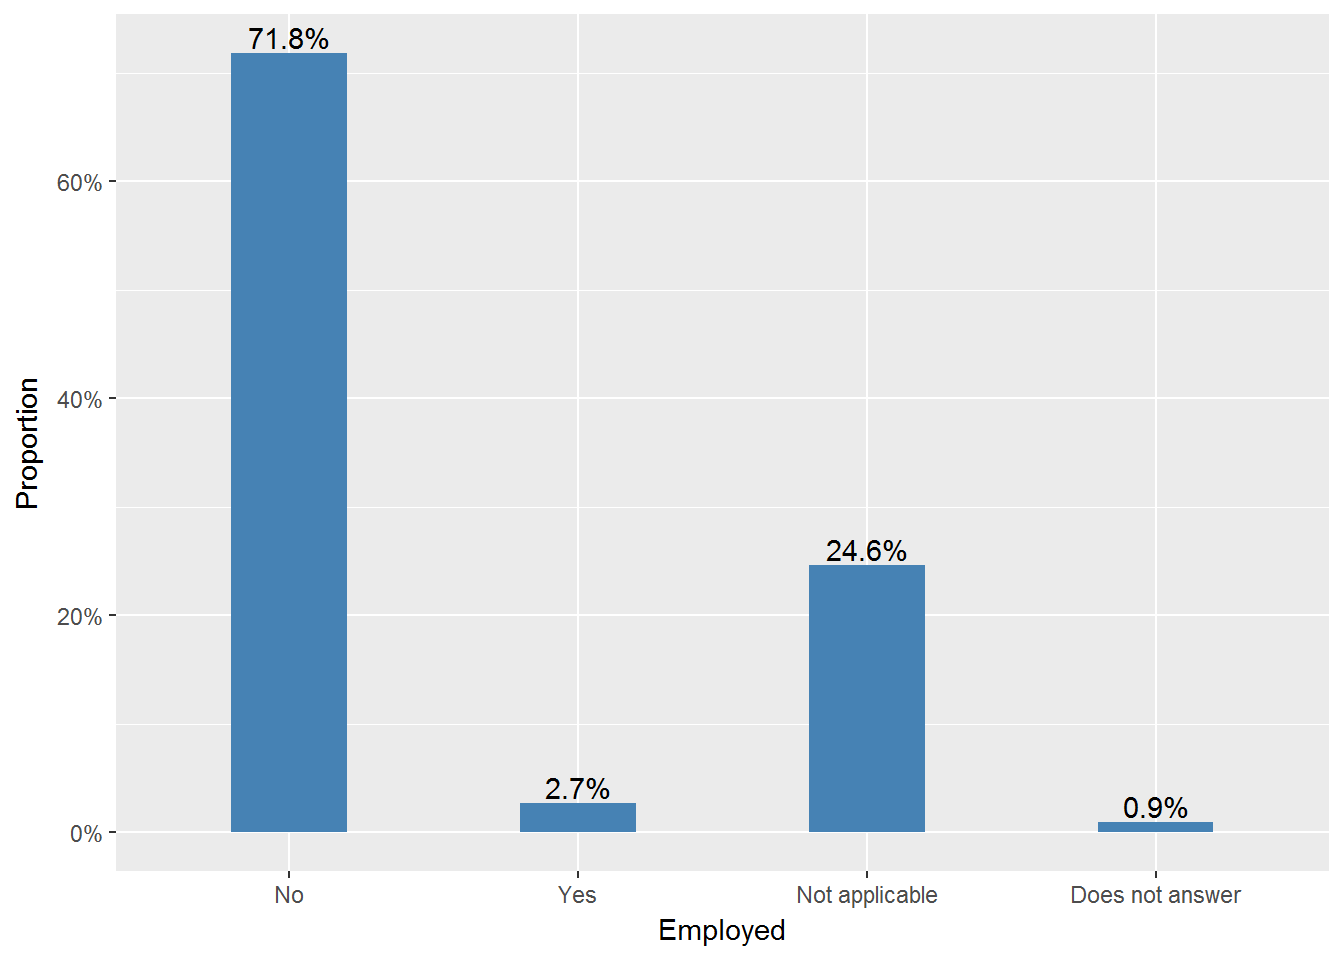 71.8%
60%
40%
24.6%
20%
2.7%
0.9%
0%
No
Yes
Not applicable
Does not answer
Employed
Proportion